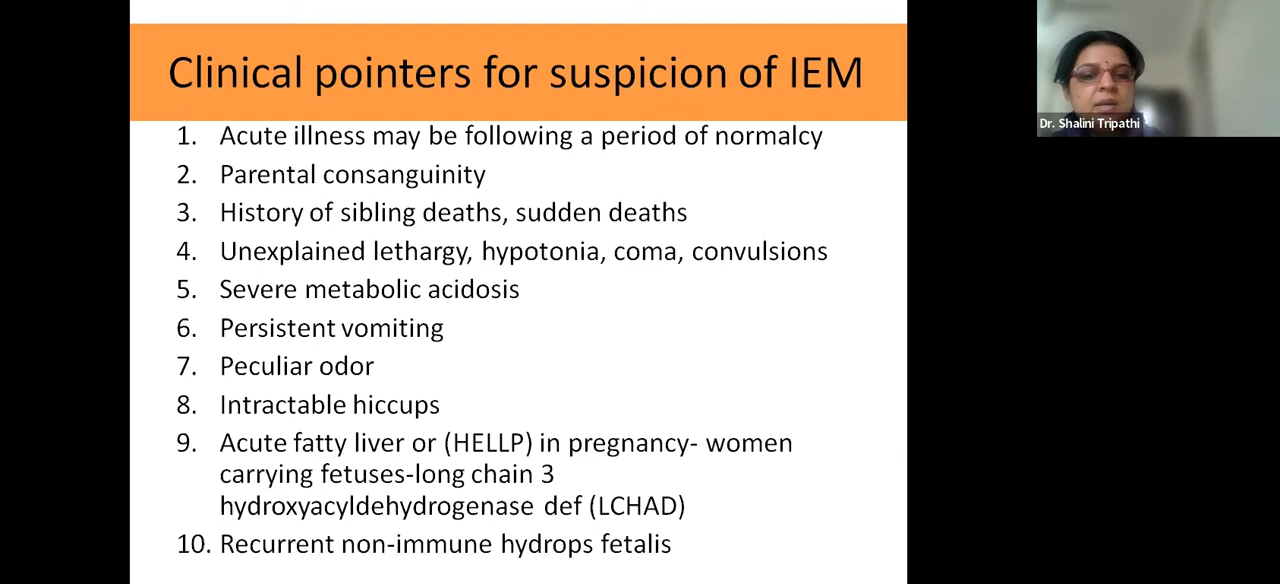 Clinical pointers for suspicion of IEM
1. Acute illness may be following a period of normalcy
2. Parental consanguinity
3. History of sibling deaths, sudden deaths
4. Unexplained lethargy, hypotonia, coma, convulsions
5. Severe metabolic acidosis
6. Persistent vomiting
7. Peculiar odor
8. Intractable hiccups
9. Acute fatty liver or (HELLP) in pregnancy- women
carrying fetuses-long chain 3
hydroxyacyldehydrogenase def (LCHAD)
10. Recurrent non-immune hydrops fetalis
Dr. Shalini Tripathi